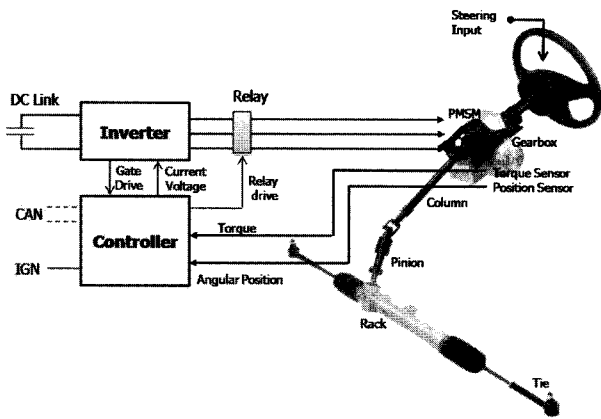 Steering
Input
DC Link
Relay
PMSM
Inverter
Gearbox
Gate
Drive
Current
Voltage
Relay
drive
Torque Sensor
Position Sensor
CAN
Column
Controller
Torque
IGN
Pinion
Angular Position
Rack
Tie